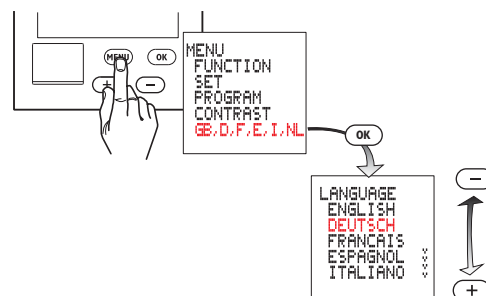 MENU
OK
+
−
MENU
FUNCTION
SET
PROGRAM
CONTRAST
GB,D,F,E,I,NL
OK
LANGUAGE
ENGLISH
DEUTSCH
FRANCAIS
ESPAGNOL
ITALIANO
−
+